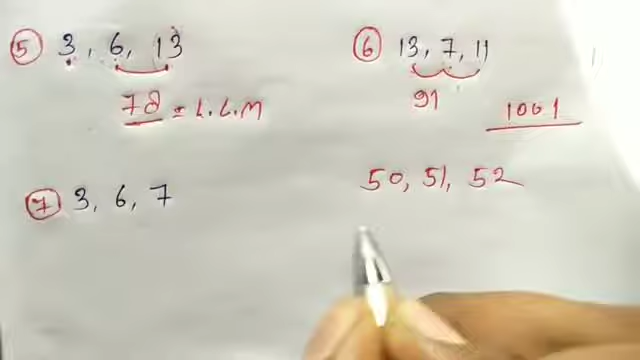 5 3, 6, 13
78 = L.C.M
6 13, 7, 11
91
1001
7 3, 6, 7
50, 51, 52